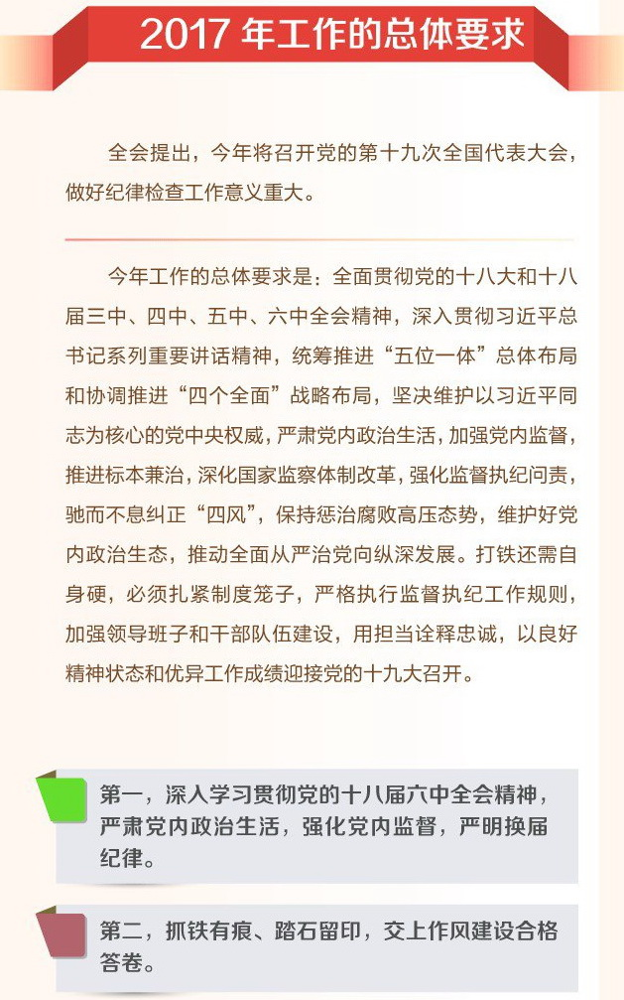 2017年工作的总体要求
全会提出，今年将召开党的第十九次全国代表大会，
做好纪律检查工作意义重大。
今年工作的总体要求是：全面贯彻党的十八大和十八
届三中、四中、五中、六中全会精神，深入贯彻习近平总
书记系列重要讲话精神，统筹推进“五位一体”总体布局
和协调推进“四个全面”战略布局，坚决维护以习近平同
志为核心的党中央权威，严肃党内政治生活，加强党内监督，
推进标本兼治，深化国家监察体制改革，强化监督执纪问责，
驰而不息纠正“四风”，保持惩治腐败高压态势，维护好党
内政治生态，推动全面从严治党向纵深发展。打铁还需自
身硬，必须扎紧制度笼子，严格执行监督执纪工作规则，
加强领导班子和干部队伍建设，用担当诠释忠诚，以良好
精神状态和优异工作成绩迎接党的十九大召开。
第一，深入学习贯彻党的十八届六中全会精神，
严肃党内政治生活，强化党内监督，严明换届
纪律。
第二，抓铁有痕、踏石留印，交上作风建设合格
答卷。